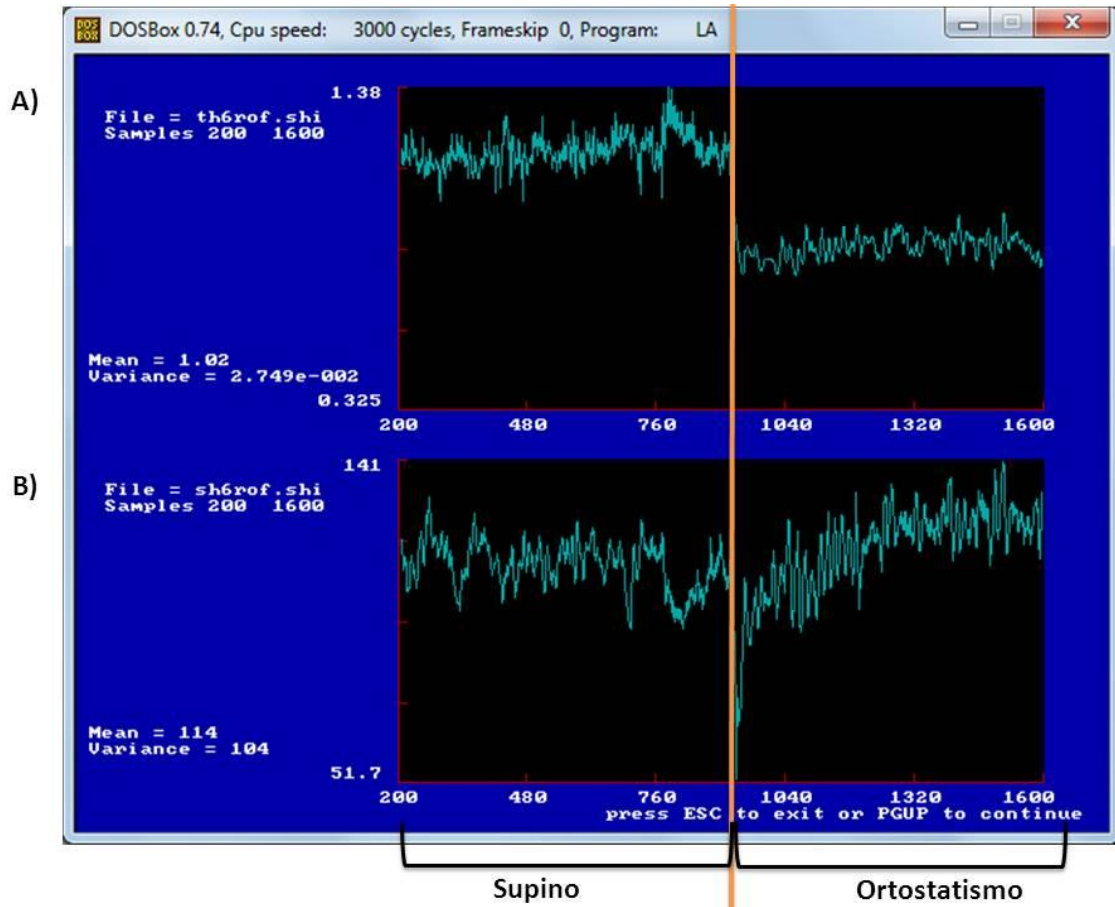 DOSBox 0.74, Cpu speed: 3000 cycles, Frameskip 0, Program: LA
A)
1.38
File = th6rof.shi
Samples 200 1600
Mean = 1.02
Variance = 2.749e-002
0.325
200 480 760 1040 1320 1600
B)
141
File = sh6rof.shi
Samples 200 1600
Mean = 114
Variance = 104
51.7
200 480 760 1040 1320 1600
press ESC to exit or PGUP to continue
Supino Ortostatismo